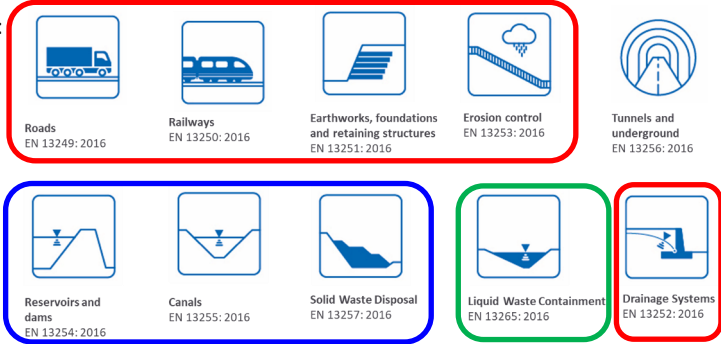 :
Roads
EN 13249: 2016
Railways
EN 13250: 2016
Earthworks, foundations
and retaining structures
EN 13251: 2016
Erosion control
EN 13253: 2016
Tunnels and
underground
EN 13256: 2016
Reservoirs and
dams
EN 13254: 2016
Canals
EN 13255: 2016
Solid Waste Disposal
EN 13257: 2016
Liquid Waste Containment
EN 13265: 2016
Drainage Systems
EN 13252: 2016